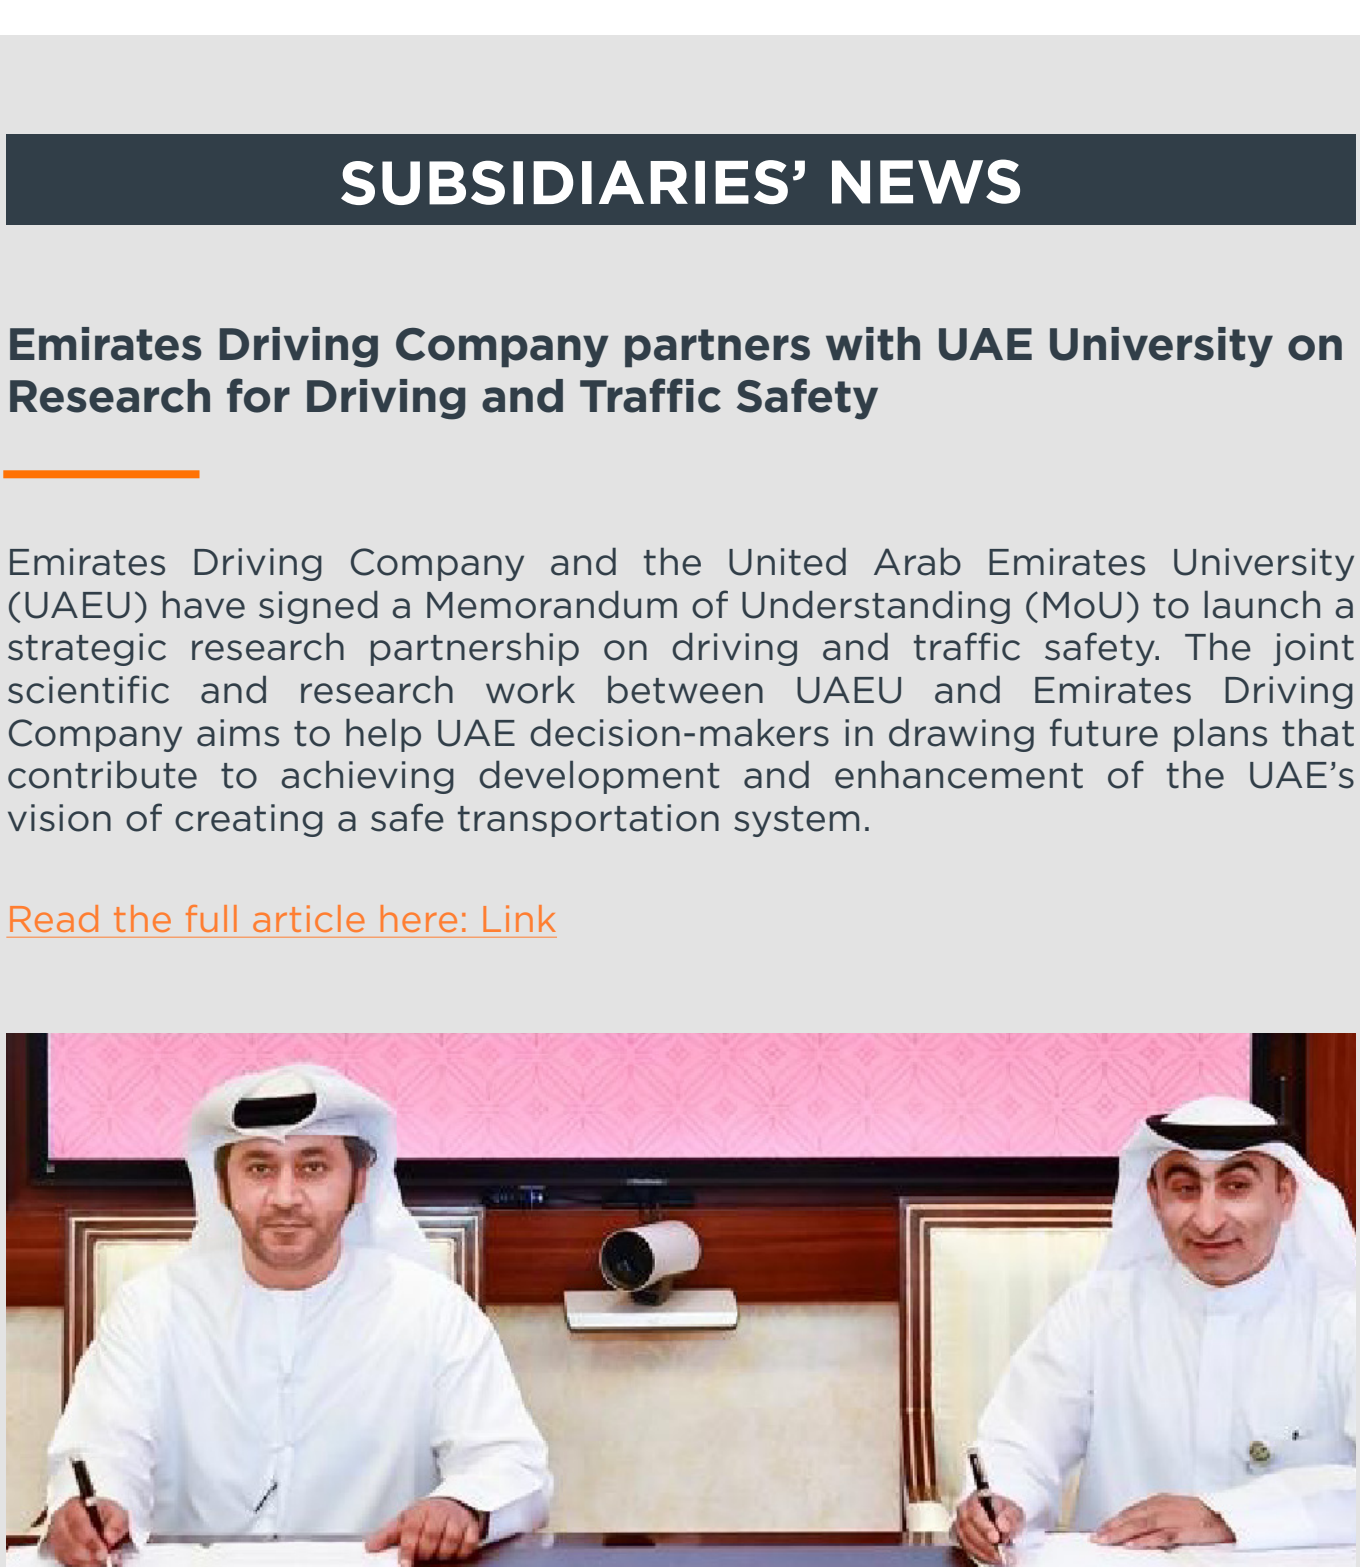 SUBSIDIARIES’ NEWS
Emirates Driving Company partners with UAE University on
Research for Driving and Traffic Safety
Emirates Driving Company and the United Arab Emirates University
(UAEU) have signed a Memorandum of Understanding (MoU) to launch a
strategic research partnership on driving and traffic safety. The joint
scientific and research work between UAEU and Emirates Driving
Company aims to help UAE decision-makers in drawing future plans that
contribute to achieving development and enhancement of the UAE’s
vision of creating a safe transportation system.
Read the full article here: Link